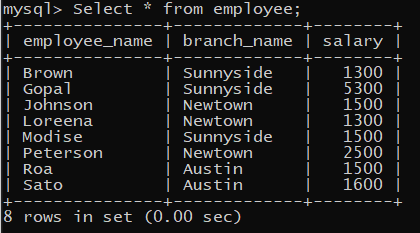 mysql> Select * from employee;
+---------------+-------------+--------+
| employee_name | branch_name | salary |
+---------------+-------------+--------+
| Brown         | Sunnyside   |   1300 |
| Gopal         | Sunnyside   |   5300 |
| Johnson       | Newtown     |   1500 |
| Loreena       | Newtown     |   1300 |
| Modise        | Sunnyside   |   1500 |
| Peterson      | Newtown     |   2500 |
| Roa           | Austin      |   1500 |
| Sato          | Austin      |   1600 |
+---------------+-------------+--------+
8 rows in set (0.00 sec)